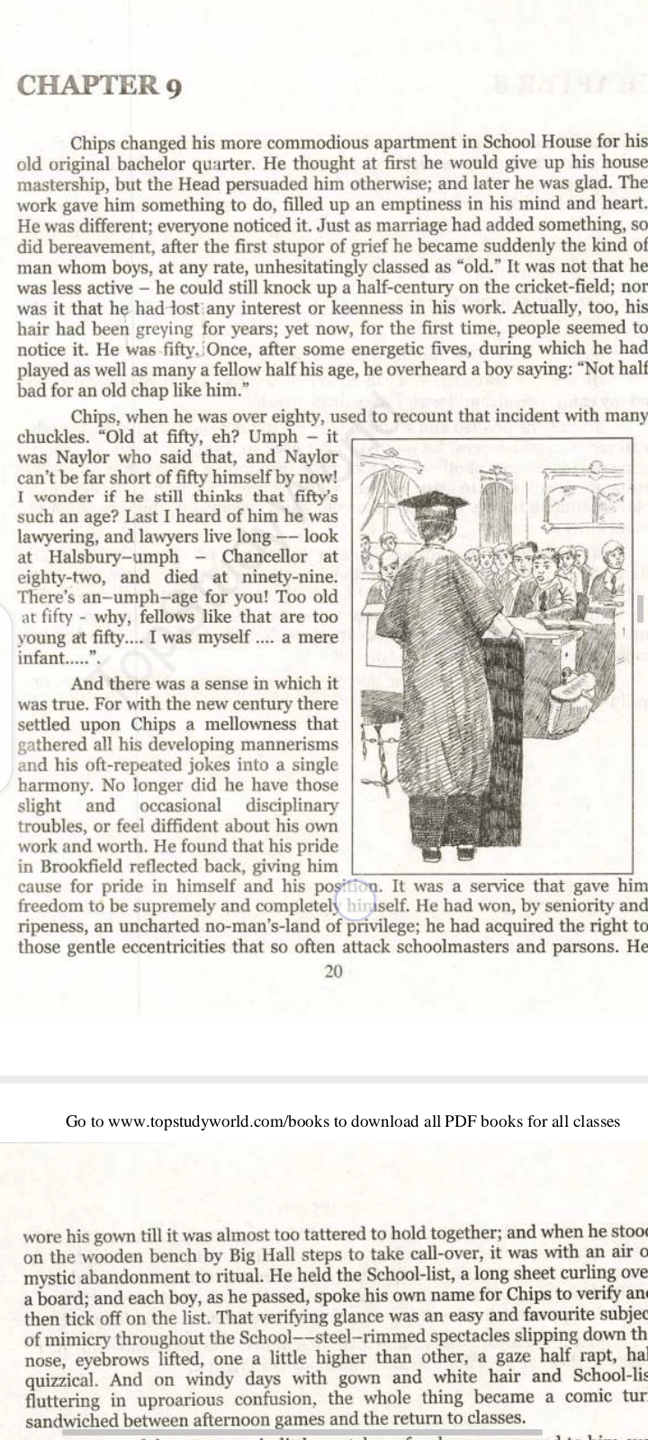 CHAPTER 9
Chips changed his more commodious apartment in School House for his
old original bachelor quarter. He thought at first he would give up his house
mastership, but the Head persuaded him otherwise; and later he was glad. The
work gave him something to do, filled up an emptiness in his mind and heart.
He was different; everyone noticed it. Just as marriage had added something, so
did bereavement, after the first stupor of grief he became suddenly the kind of
man whom boys, at any rate, unhesitatingly classed as “old.” It was not that he
was less active – he could still knock up a half-century on the cricket-field; nor
was it that he had lost any interest or keenness in his work. Actually, too, his
hair had been greying for years; yet now, for the first time, people seemed to
notice it. He was fifty. Once, after some energetic fives, during which he had
played as well as many a fellow half his age, he overheard a boy saying: “Not half
bad for an old chap like him.”
Chips, when he was over eighty, used to recount that incident with many
chuckles. “Old at fifty, eh? Umph – it
was Naylor who said that, and Naylor
can’t be far short of fifty himself by now!
I wonder if he still thinks that fifty’s
such an age? Last I heard of him he was
lawyering, and lawyers live long –– look
at Halsbury–umph – Chancellor at
eighty-two, and died at ninety-nine.
There’s an–umph–age for you! Too old
at fifty - why, fellows like that are too
young at fifty.... I was myself .... a mere
infant.....”.
And there was a sense in which it
was true. For with the new century there
settled upon Chips a mellowness that
gathered all his developing mannerisms
and his oft-repeated jokes into a single
harmony. No longer did he have those
slight and occasional disciplinary
troubles, or feel diffident about his own
work and worth. He found that his pride
in Brookfield reflected back, giving him
cause for pride in himself and his position. It was a service that gave him
freedom to be supremely and completely himself. He had won, by seniority and
ripeness, an uncharted no-man’s-land of privilege; he had acquired the right to
those gentle eccentricities that so often attack schoolmasters and parsons. He
20
Go to www.topstudyworld.com/books to download all PDF books for all classes
wore his gown till it was almost too tattered to hold together; and when he stoo
on the wooden bench by Big Hall steps to take call-over, it was with an air o
mystic abandonment to ritual. He held the School-list, a long sheet curling ove
a board; and each boy, as he passed, spoke his own name for Chips to verify an
then tick off on the list. That verifying glance was an easy and favourite subjec
of mimicry throughout the School––steel–rimmed spectacles slipping down th
nose, eyebrows lifted, one a little higher than other, a gaze half rapt, hal
quizzical. And on windy days with gown and white hair and School-lis
fluttering in uproarious confusion, the whole thing became a comic tur
sandwiched between afternoon games and the return to classes.